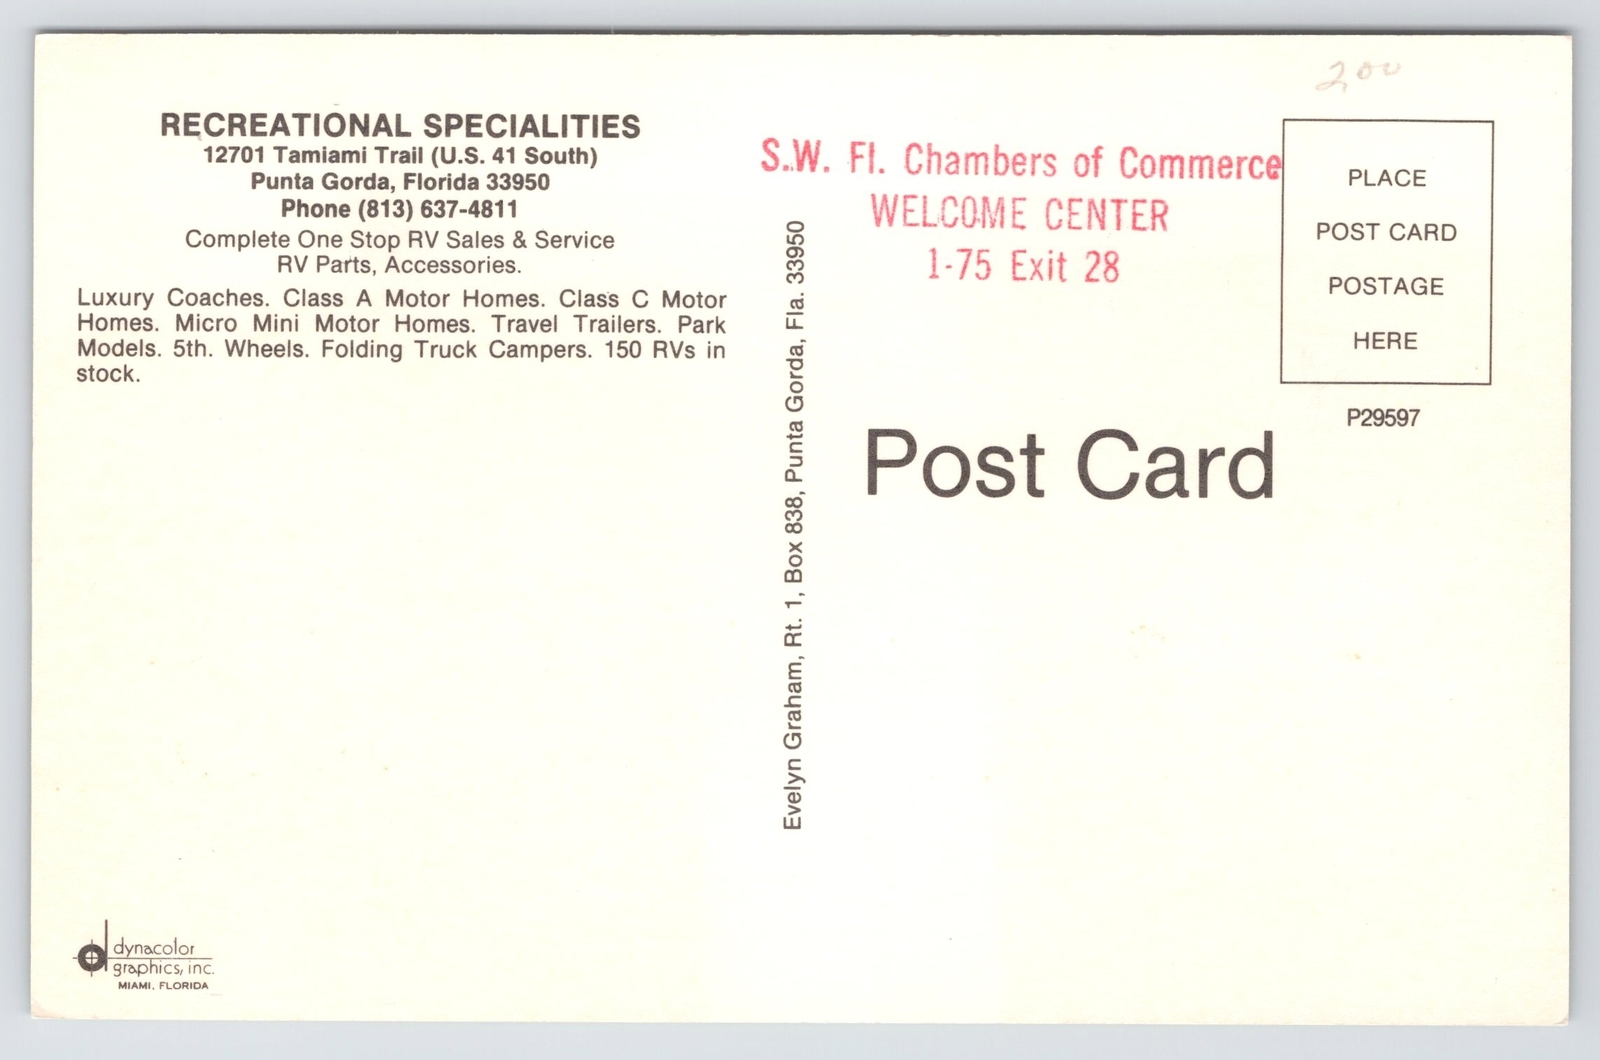 200
RECREATIONAL SPECIALITIES
12701 Tamiami Trail (U.S. 41 South)
Punta Gorda, Florida 33950
Phone (813) 637-4811
Complete One Stop RV Sales & Service
RV Parts, Accessories.
Luxury Coaches. Class A Motor Homes. Class C Motor
Homes. Micro Mini Motor Homes. Travel Trailers. Park
Models. 5th. Wheels. Folding Truck Campers. 150 RVs in
stock.
dynacolor
graphics, inc.
MIAMI, FLORIDA
Evelyn Graham, Rt. 1, Box 838, Punta Gorda, Fla. 33950
S.W. Fl. Chambers of Commerce
WELCOME CENTER
1-75 Exit 28
PLACE
POST CARD
POSTAGE
HERE
P29597
Post Card